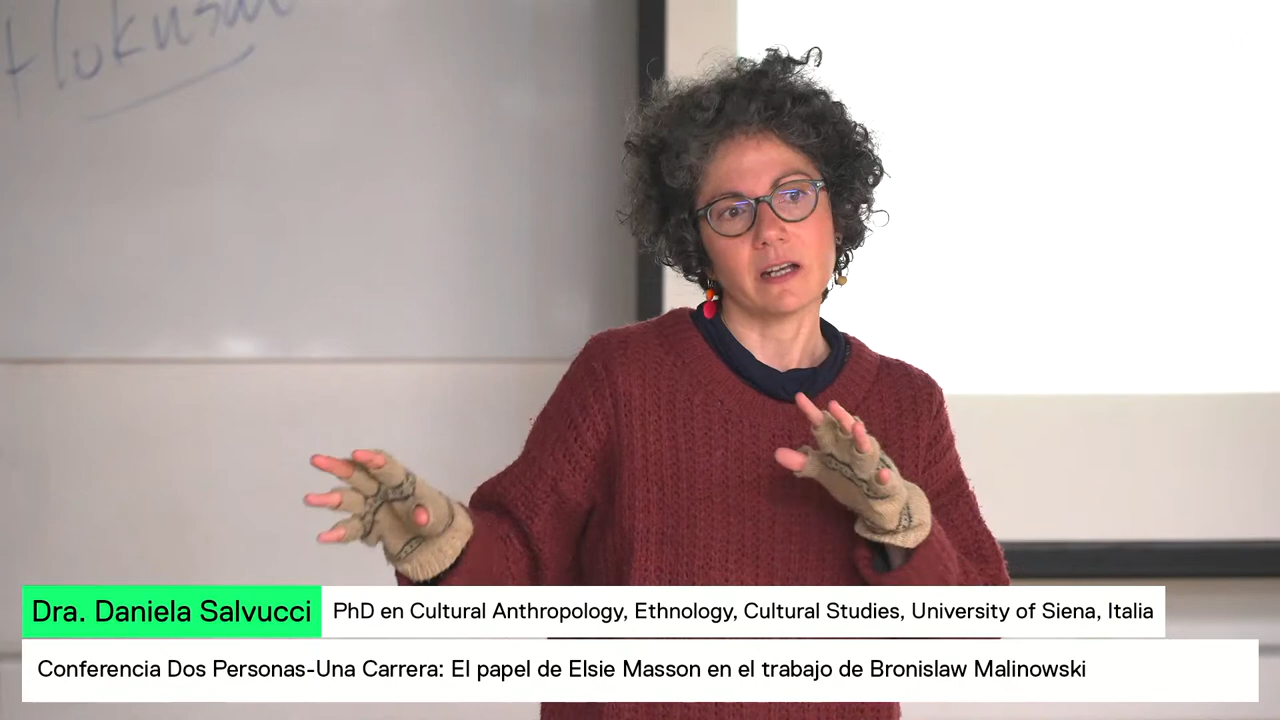 Dra. Daniela Salvucci
PhD en Cultural Anthropology, Ethnology, Cultural Studies, University of Siena, Italia
Conferencia Dos Personas-Una Carrera: El papel de Elsie Masson en el trabajo de Bronislaw Malinowski